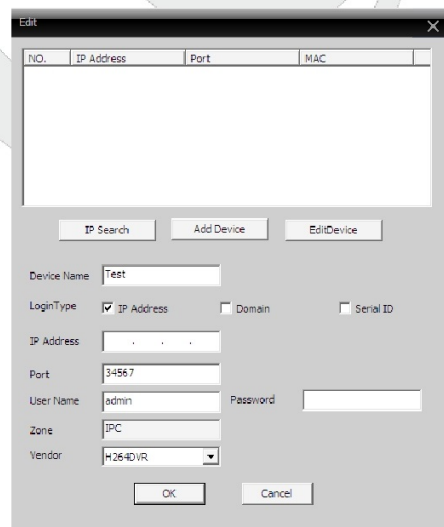 Edit
NO. IP Address Port MAC
IP Search Add Device EditDevice
Device Name Test
LoginType IP Address Domain Serial ID
IP Address . . .
Port 34567
User Name admin Password
Zone IPC
Vendor H264DVR
OK Cancel